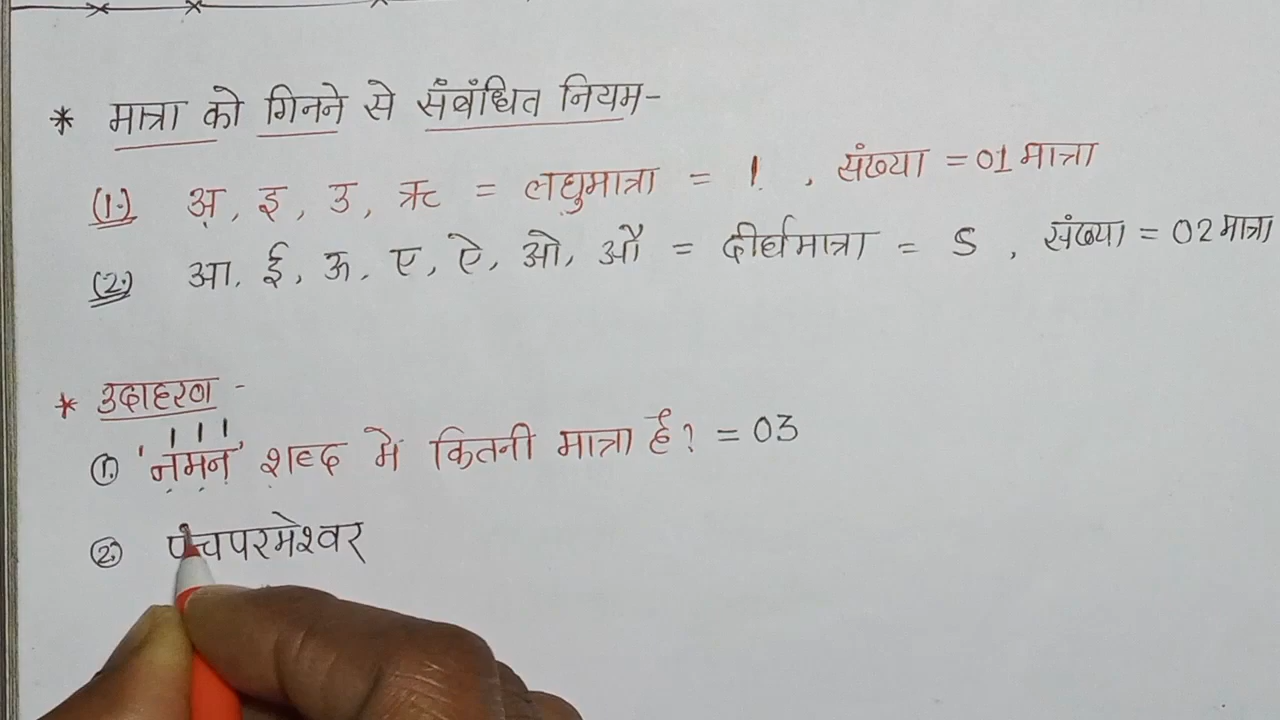 * मात्रा को गिनने से संबंधित नियम-
(1.) अ, इ, उ, ऋ = लघुमात्रा = I , संख्या = 01 मात्रा
(2.) आ, ई, ऊ, ए, ऐ, ओ, औ = दीर्घमात्रा = S , संख्या = 02 मात्रा
* उदाहरण -
I I I
(1.) 'नमन' शब्द में कितनी मात्रा है? = 03
(2.) पंचपरमेश्वर